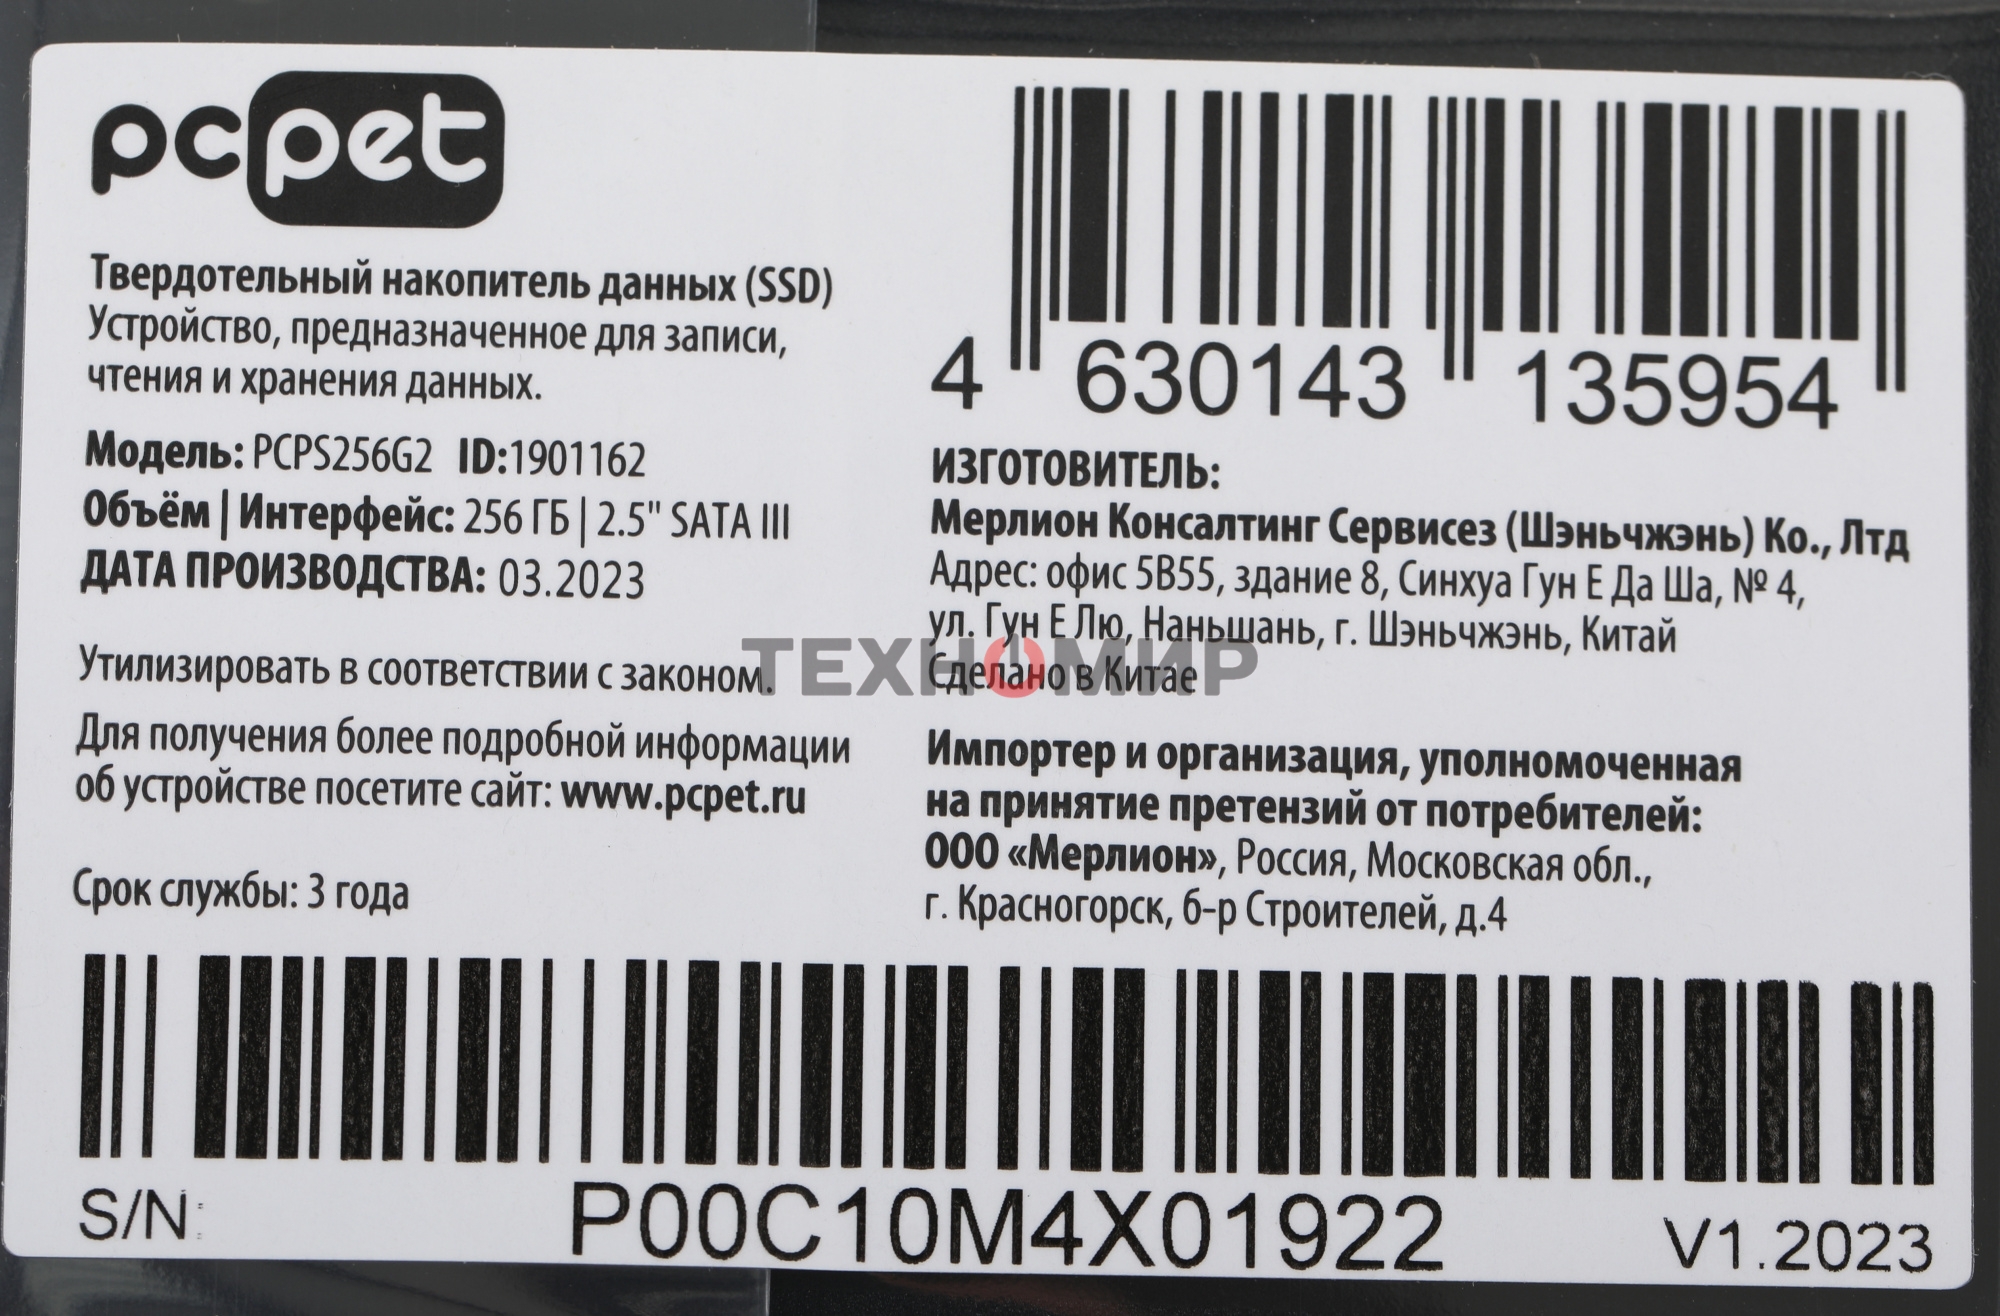 pcpet
Твердотельный накопитель данных (SSD)
Устройство, предназначенное для записи,
чтения и хранения данных.
Модель: PCPS256G2 ID:1901162
Объём | Интерфейс: 256 ГБ | 2.5" SATA III
ДАТА ПРОИЗВОДСТВА: 03.2023
Утилизировать в соответствии с законом.
Для получения более подробной информации
об устройстве посетите сайт: www.pcpet.ru
Срок службы: 3 года
4 630143 135954
ИЗГОТОВИТЕЛЬ:
Мерлион Консалтинг Сервисез (Шэньчжэнь) Ко., Лтд
Адрес: офис 5В55, здание 8, Синхуа Гун Е Да Ша, № 4,
ул. Гун Е Лю, Наньшань, г. Шэньчжэнь, Китай
Сделано в Китае
ТЕХНОМИР
Импортер и организация, уполномоченная
на принятие претензий от потребителей:
ООО «Мерлион», Россия, Московская обл.,
г. Красногорск, б-р Строителей, д.4
S/N: P00C10M4X01922 V1.2023